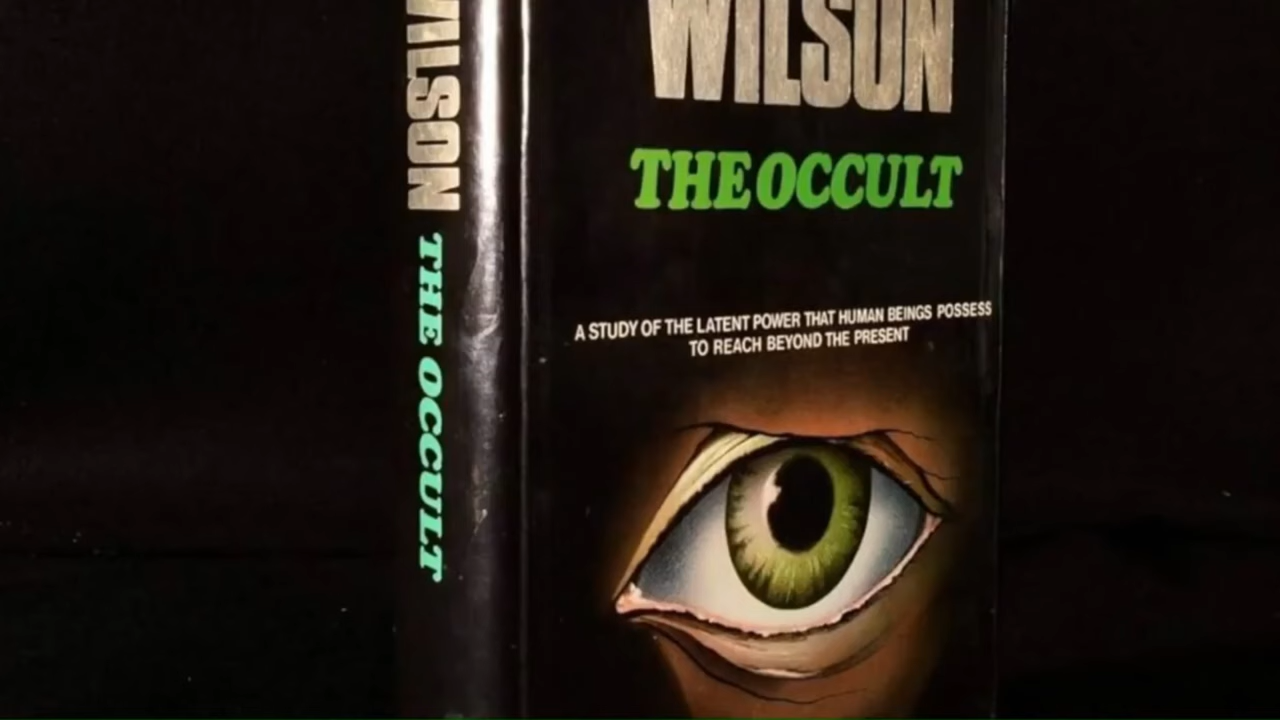 WILSON
THE OCCULT
WILSON
THE OCCULT
A STUDY OF THE LATENT POWER THAT HUMAN BEINGS POSSESS
TO REACH BEYOND THE PRESENT